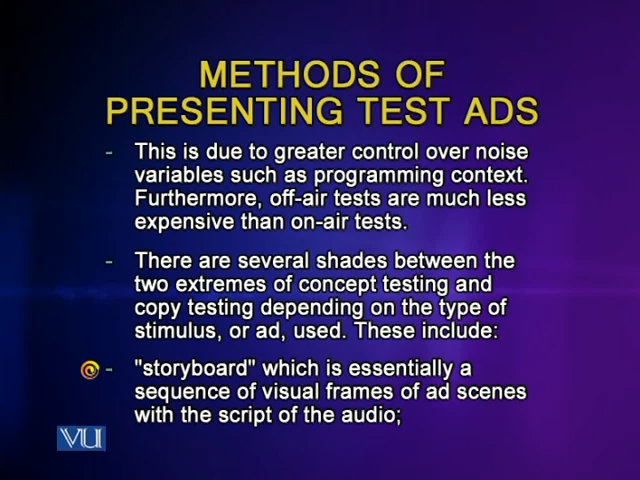 METHODS OF
PRESENTING TEST ADS
- This is due to greater control over noise
variables such as programming context.
Furthermore, off-air tests are much less
expensive than on-air tests.
- There are several shades between the
two extremes of concept testing and
copy testing depending on the type of
stimulus, or ad, used. These include:
- "storyboard" which is essentially a
sequence of visual frames of ad scenes
with the script of the audio;
VU